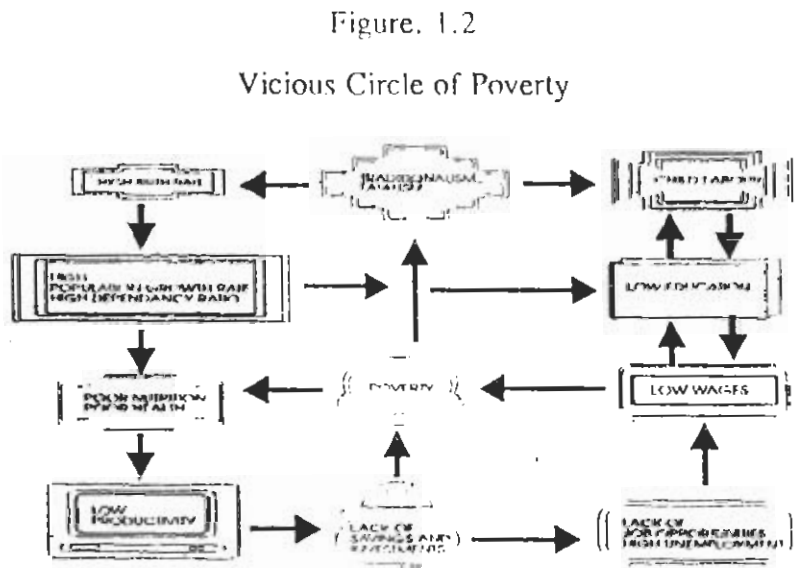 Figure. 1.2
Vicious Circle of Poverty
HIGH BIRTH RATE
TRADITIONALISM
FATALISM
CHILD LABOUR
HIGH
POPULATION GROWTH RATE
HIGH DEPENDANCY RATIO
LOW EDUCATION
POOR NUTRITION
POOR HEALTH
POVERTY
LOW WAGES
LOW
PRODUCTIVITY
LACK OF
SAVINGS AND
INVESTMENTS
LACK OF
JOB OPPORTUNITIES
HIGH UNEMPLOYMENT